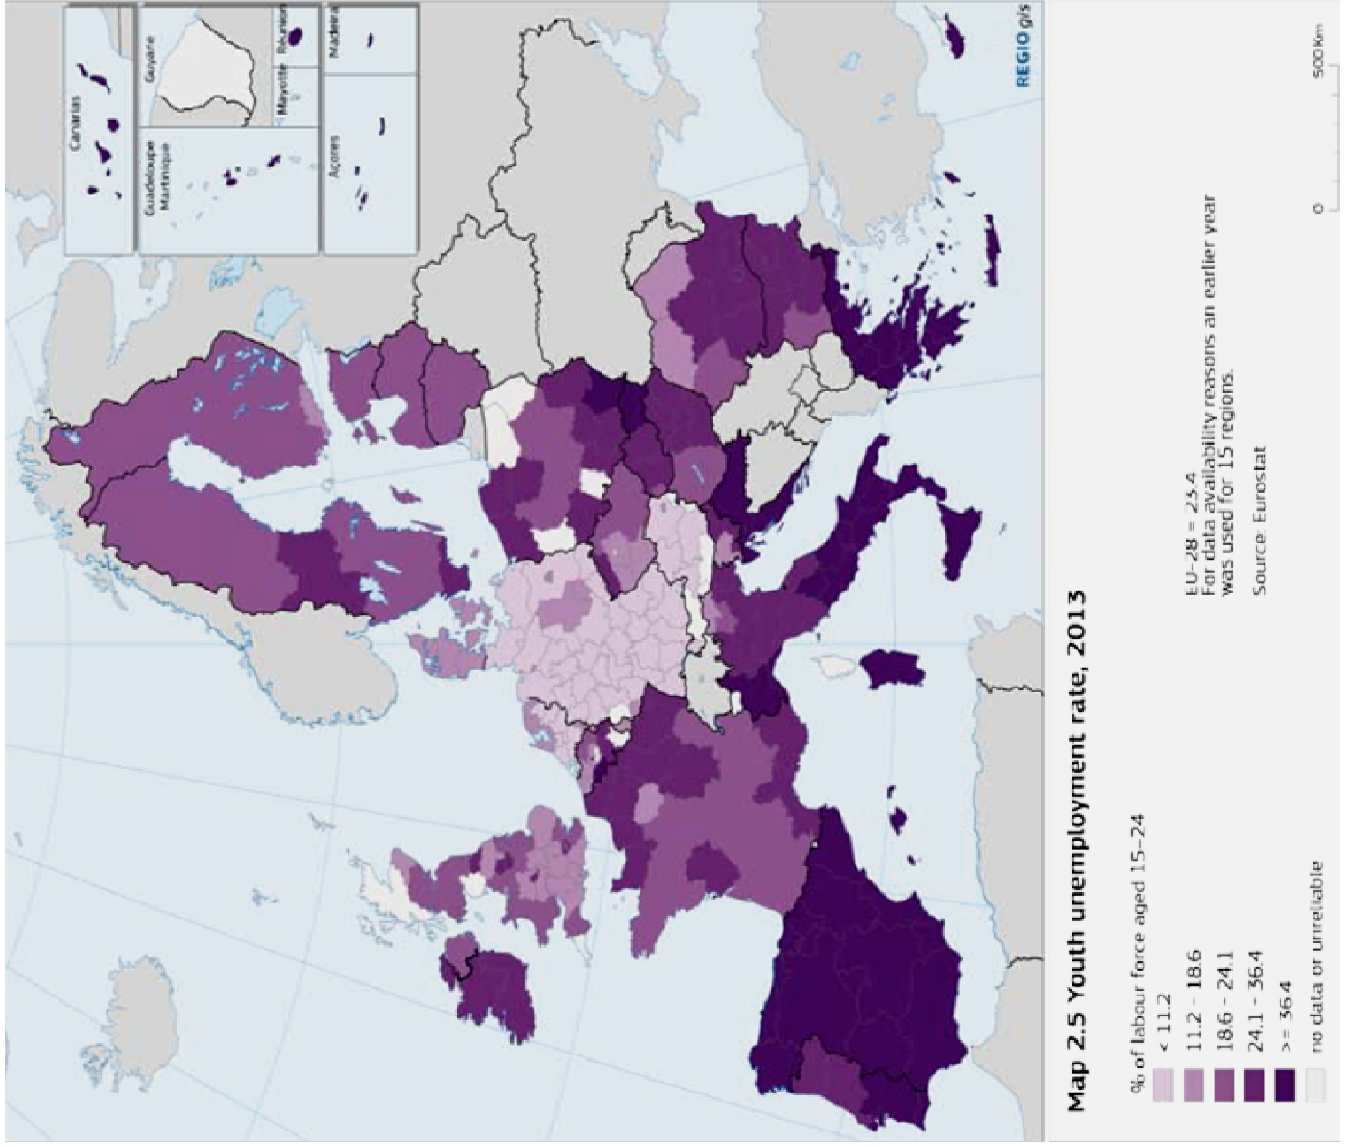 Canarias
Guyane
Guadeloupe
Martinique
Mayotte
Réunion
Açores
Madeira
REGIOgis
Map 2.5 Youth unemployment rate, 2013
% of labour force aged 15–24
< 11.2
11.2 - 18.6
18.6 - 24.1
24.1 - 36.4
>= 36.4
no data or unreliable
EU-28 = 23.4
For data availability reasons an earlier year
was used for 15 regions.
Source: Eurostat
0
500 Km